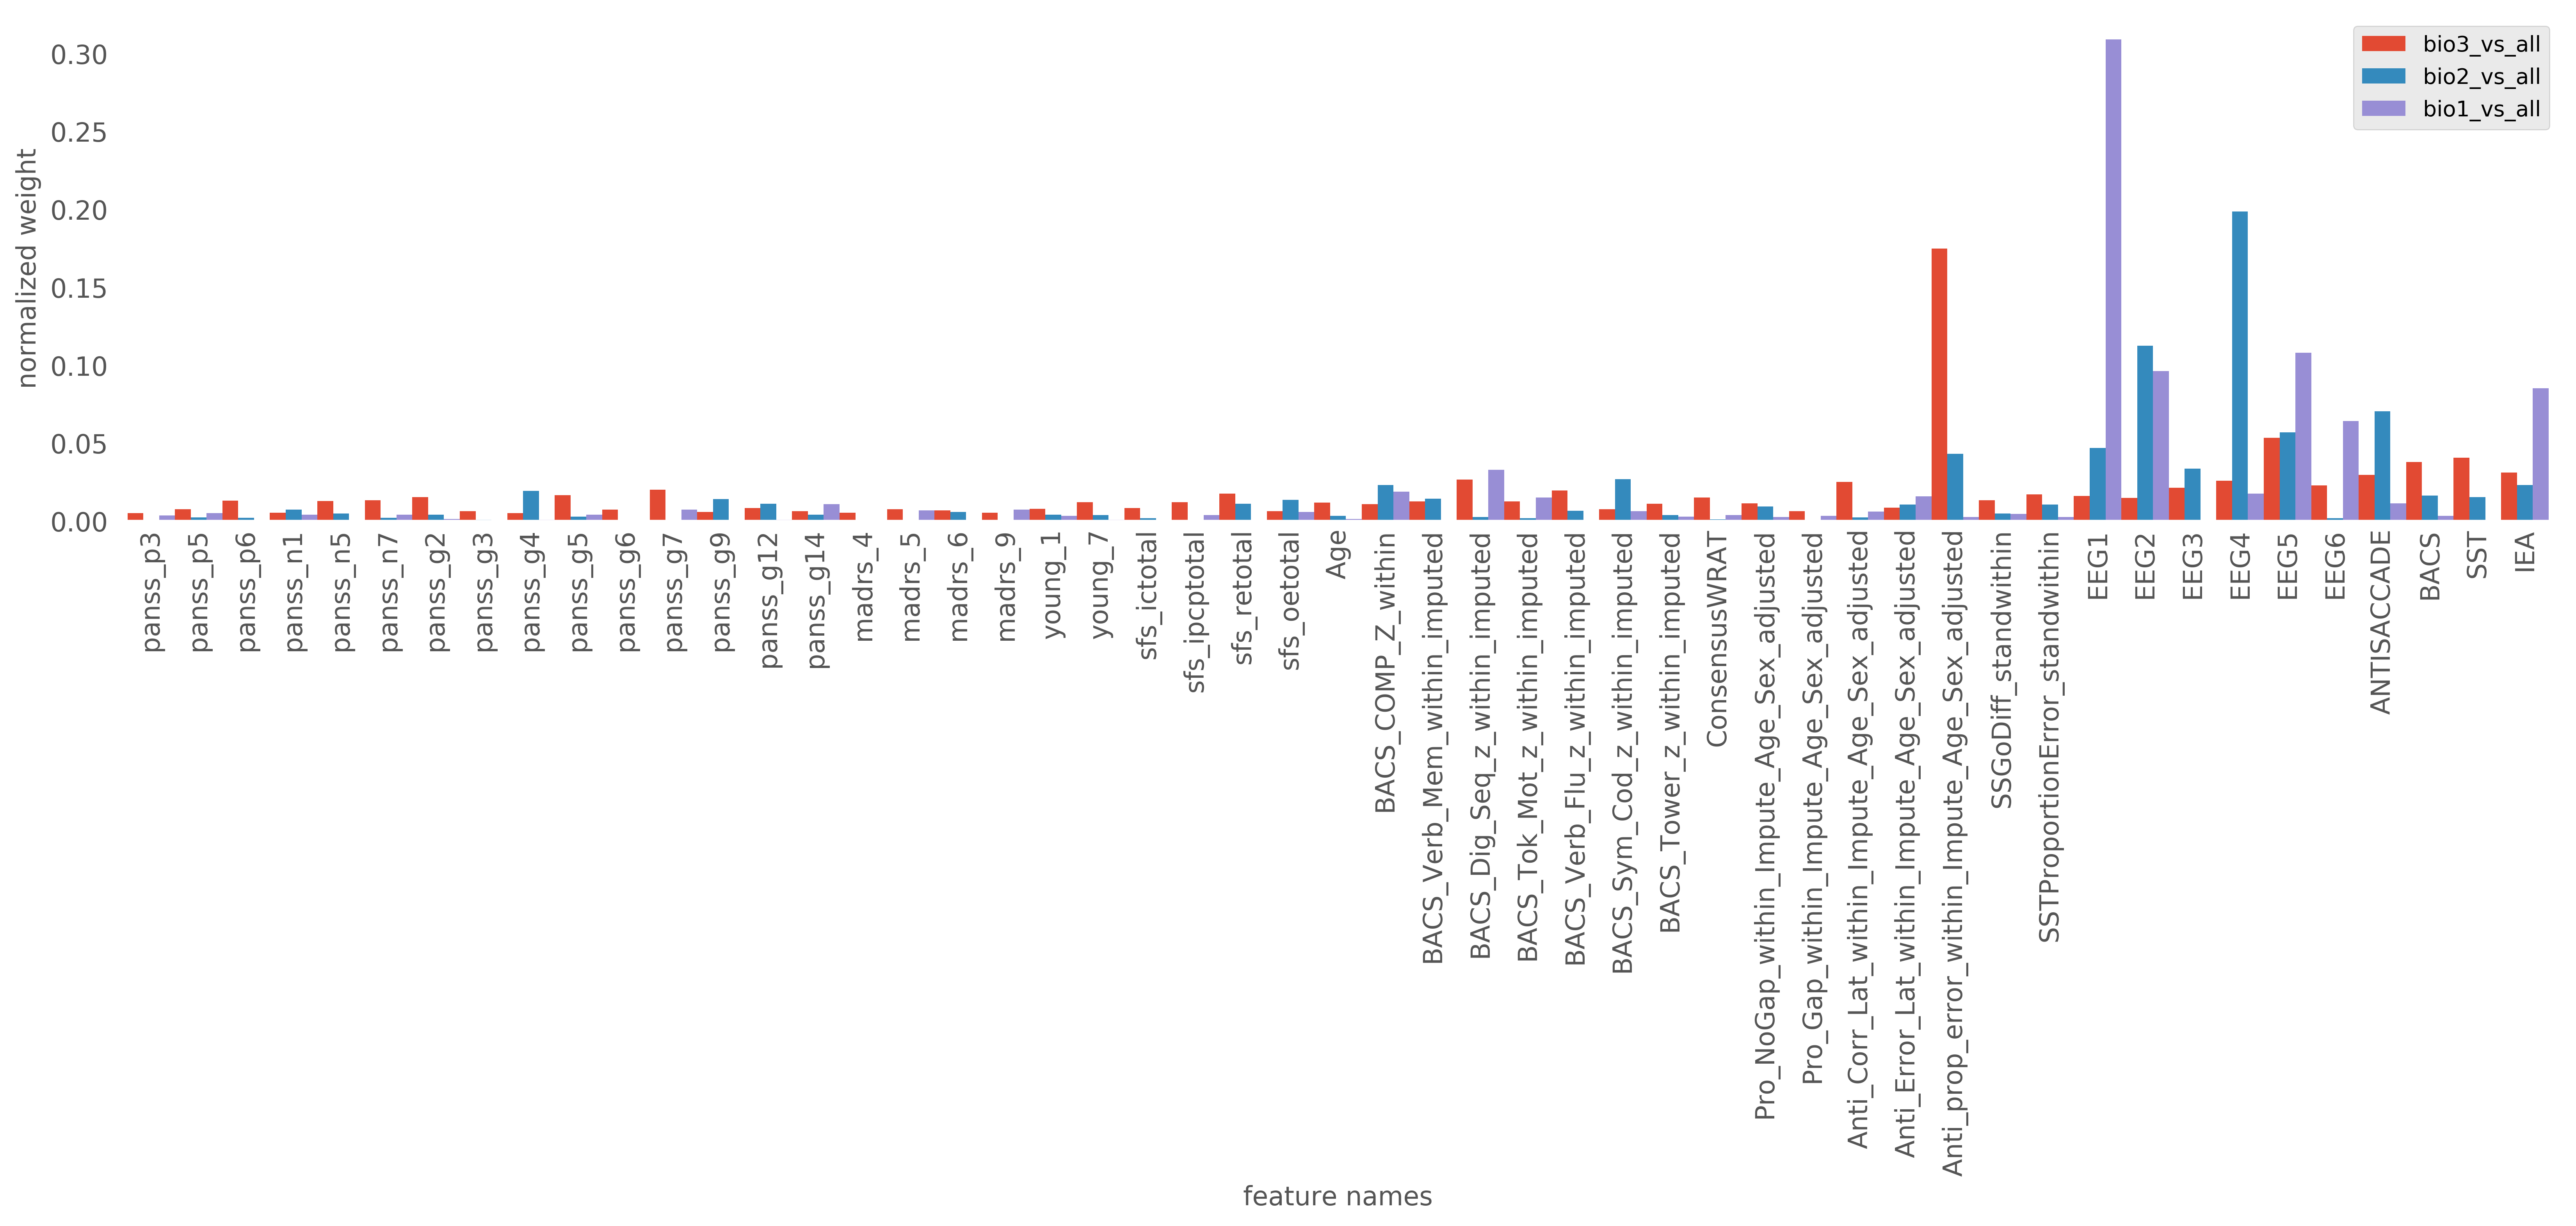 0.30
0.25
0.20
0.15
0.10
0.05
0.00
normalized weight
bio3_vs_all
bio2_vs_all
bio1_vs_all
panss_p3
panss_p5
panss_p6
panss_n1
panss_n5
panss_n7
panss_g2
panss_g3
panss_g4
panss_g5
panss_g6
panss_g7
panss_g9
panss_g12
panss_g14
madrs_4
madrs_5
madrs_6
madrs_9
young_1
young_7
sfs_ictotal
sfs_ipcptotal
sfs_retotal
sfs_oetotal
Age
BACS_COMP_Z_within
BACS_Verb_Mem_within_imputed
BACS_Dig_Seq_z_within_imputed
BACS_Tok_Mot_z_within_imputed
BACS_Verb_Flu_z_within_imputed
BACS_Sym_Cod_z_within_imputed
BACS_Tower_z_within_imputed
ConsensusWRAT
Pro_NoGap_within_Impute_Age_Sex_adjusted
Pro_Gap_within_Impute_Age_Sex_adjusted
Anti_Corr_Lat_within_Impute_Age_Sex_adjusted
Anti_Error_Lat_within_Impute_Age_Sex_adjusted
Anti_prop_error_within_Impute_Age_Sex_adjusted
SSGoDiff_standwithin
SSTProportionError_standwithin
EEG1
EEG2
EEG3
EEG4
EEG5
EEG6
ANTISACCADE
BACS
SST
IEA
feature names